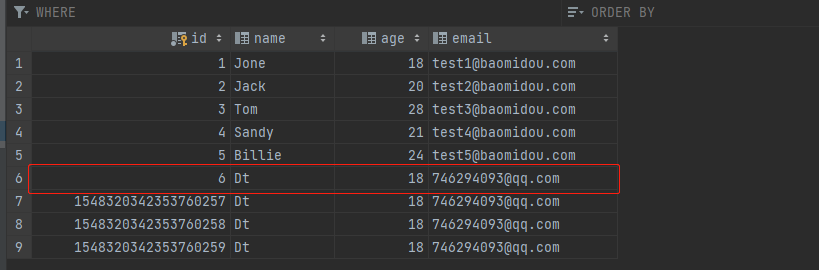 WHERE ORDER BY
id name age email
1 1 Jone 18 test1@baomidou.com
2 2 Jack 20 test2@baomidou.com
3 3 Tom 28 test3@baomidou.com
4 4 Sandy 21 test4@baomidou.com
5 5 Billie 24 test5@baomidou.com
6 6 Dt 18 746294093@qq.com
7 1548320342353760257 Dt 18 746294093@qq.com
8 1548320342353760258 Dt 18 746294093@qq.com
9 1548320342353760259 Dt 18 746294093@qq.com